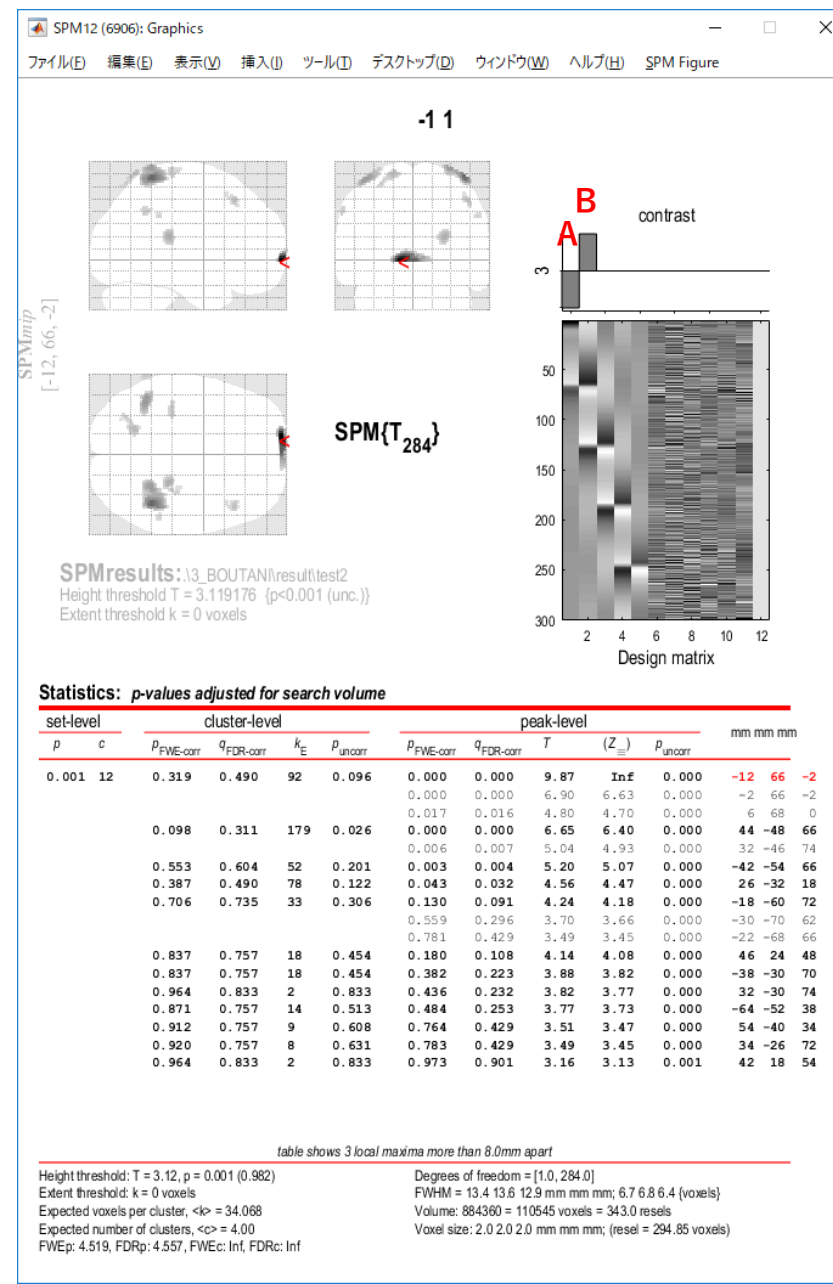 SPM12 (6906): Graphics
ファイル(F) 編集(E) 表示(V) 挿入(I) ツール(T) デスクトップ(D) ウィンドウ(W) ヘルプ(H) SPM Figure
-1 1
SPMmip
[-12, 66, -2]
<
<
<
SPM{T284}
SPMresults: .\3_BOUTANI\result\test2
Height threshold T = 3.119176 {p<0.001 (unc.)}
Extent threshold k = 0 voxels
B
A
contrast
3
50
100
150
200
250
300
2 4 6 8 10 12
Design matrix
Statistics: p-values adjusted for search volume
set-level cluster-level peak-level mm mm mm
p c pFWE-corr qFDR-corr kE puncorr pFWE-corr qFDR-corr T (Z≡) puncorr
0.001 12 0.319 0.490 92 0.096 0.000 0.000 9.87 Inf 0.000 -12 66 -2
0.000 0.000 6.90 6.63 0.000 -2 66 -2
0.017 0.016 4.80 4.70 0.000 6 68 0
0.098 0.311 179 0.026 0.000 0.000 6.65 6.40 0.000 44 -48 66
0.006 0.007 5.04 4.93 0.000 32 -46 74
0.553 0.604 52 0.201 0.003 0.004 5.20 5.07 0.000 -42 -54 66
0.387 0.490 78 0.122 0.043 0.032 4.56 4.47 0.000 26 -32 18
0.706 0.735 33 0.306 0.130 0.091 4.24 4.18 0.000 -18 -60 72
0.559 0.296 3.70 3.66 0.000 -30 -70 62
0.781 0.429 3.49 3.45 0.000 -22 -68 66
0.837 0.757 18 0.454 0.180 0.108 4.14 4.08 0.000 46 24 48
0.837 0.757 18 0.454 0.382 0.223 3.88 3.82 0.000 -38 -30 70
0.964 0.833 2 0.833 0.436 0.232 3.82 3.77 0.000 32 -30 74
0.871 0.757 14 0.513 0.484 0.253 3.77 3.73 0.000 -64 -52 38
0.912 0.757 9 0.608 0.764 0.429 3.51 3.47 0.000 54 -40 34
0.920 0.757 8 0.631 0.783 0.429 3.49 3.45 0.000 34 -26 72
0.964 0.833 2 0.833 0.973 0.901 3.16 3.13 0.001 42 18 54
table shows 3 local maxima more than 8.0mm apart
Height threshold: T = 3.12, p = 0.001 (0.982)
Extent threshold: k = 0 voxels
Expected voxels per cluster, <k> = 34.068
Expected number of clusters, <c> = 4.00
FWEp: 4.519, FDRp: 4.557, FWEc: Inf, FDRc: Inf
Degrees of freedom = [1.0, 284.0]
FWHM = 13.4 13.6 12.9 mm mm mm; 6.7 6.8 6.4 {voxels}
Volume: 884360 = 110545 voxels = 343.0 resels
Voxel size: 2.0 2.0 2.0 mm mm mm; (resel = 294.85 voxels)